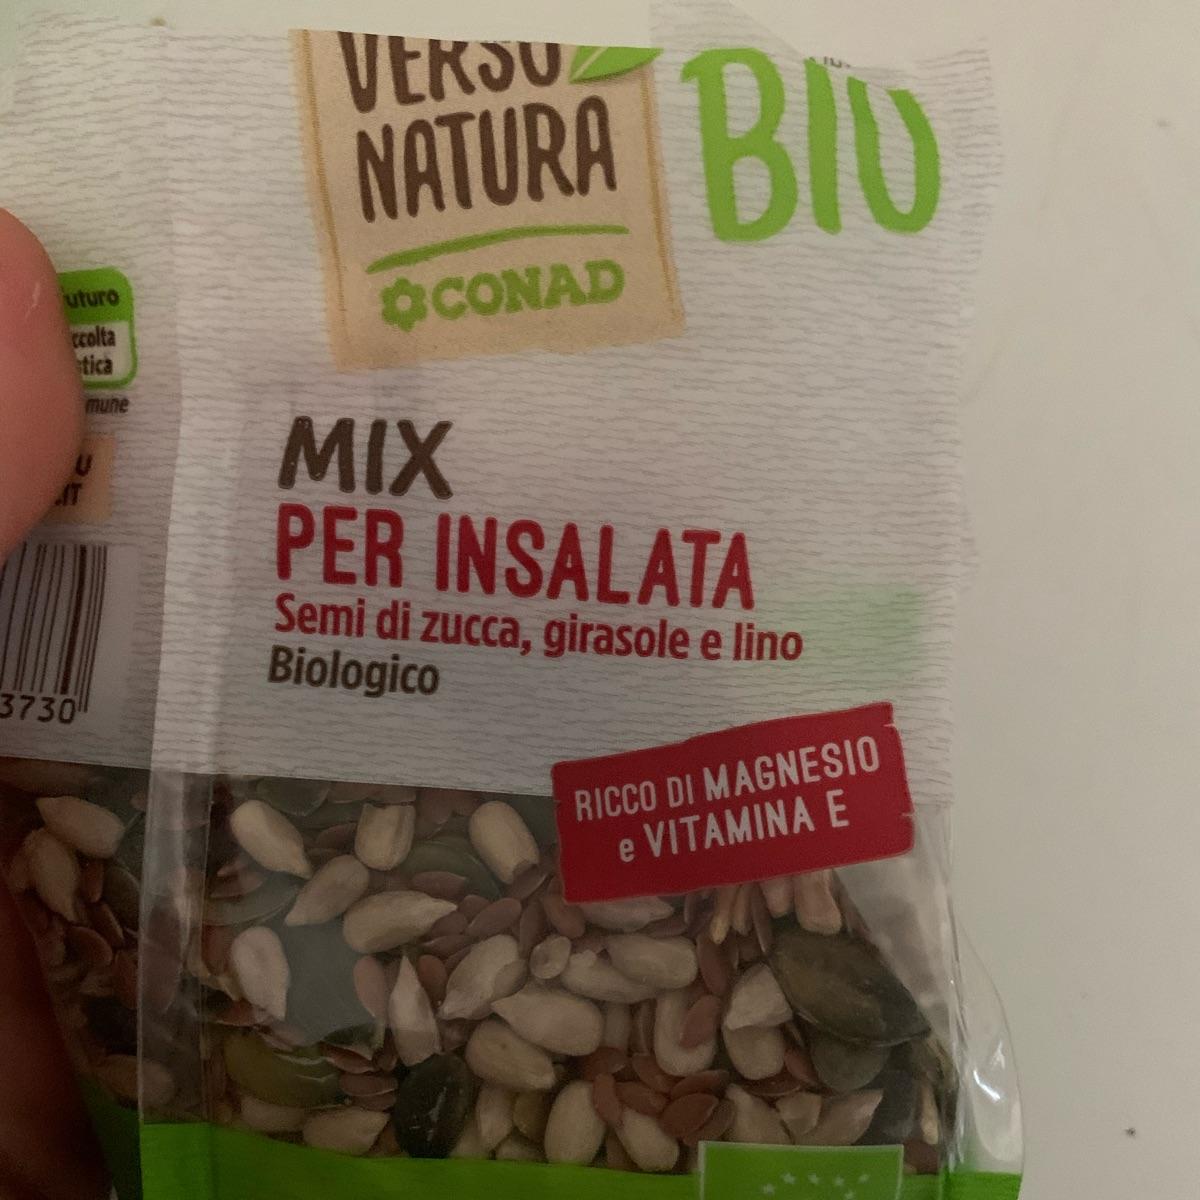 VERSO
NATURA
CONAD
BIO
MIX
PER INSALATA
Semi di zucca, girasole e lino
Biologico
RICCO DI MAGNESIO
e VITAMINA E
3730